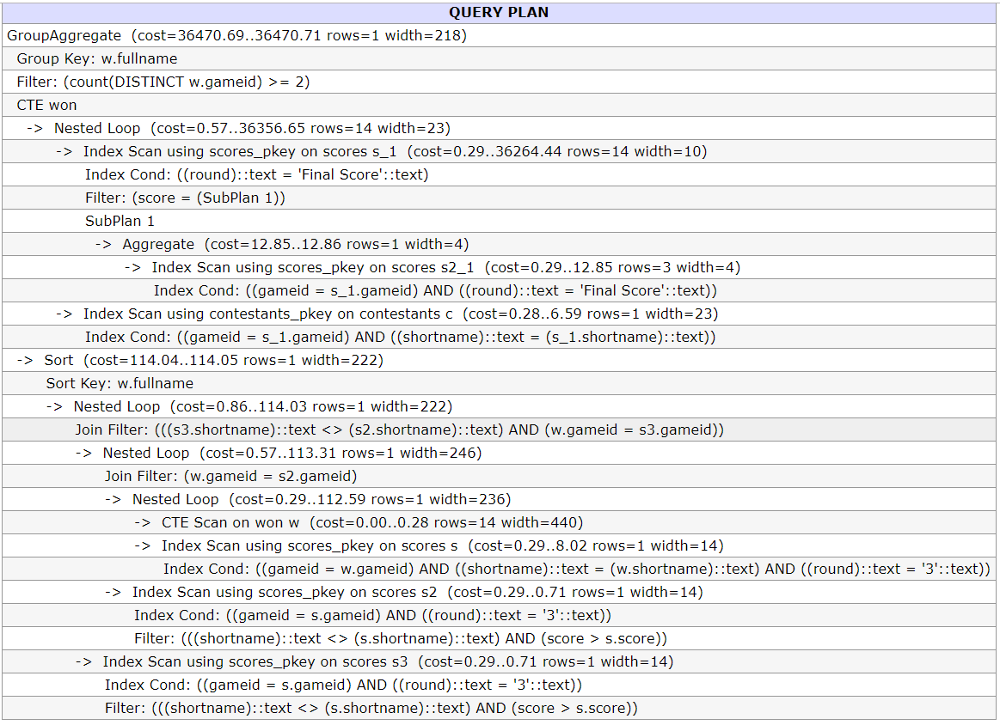 QUERY PLAN
GroupAggregate (cost=36470.69..36470.71 rows=1 width=218)
Group Key: w.fullname
Filter: (count(DISTINCT w.gameid) >= 2)
CTE won
-> Nested Loop (cost=0.57..36356.65 rows=14 width=23)
-> Index Scan using scores_pkey on scores s_1 (cost=0.29..36264.44 rows=14 width=10)
Index Cond: ((round)::text = 'Final Score'::text)
Filter: (score = (SubPlan 1))
SubPlan 1
-> Aggregate (cost=12.85..12.86 rows=1 width=4)
-> Index Scan using scores_pkey on scores s2_1 (cost=0.29..12.85 rows=3 width=4)
Index Cond: ((gameid = s_1.gameid) AND ((round)::text = 'Final Score'::text))
-> Index Scan using contestants_pkey on contestants c (cost=0.28..6.59 rows=1 width=23)
Index Cond: ((gameid = s_1.gameid) AND ((shortname)::text = (s_1.shortname)::text))
-> Sort (cost=114.04..114.05 rows=1 width=222)
Sort Key: w.fullname
-> Nested Loop (cost=0.86..114.03 rows=1 width=222)
Join Filter: (((s3.shortname)::text <> (s2.shortname)::text) AND (w.gameid = s3.gameid))
-> Nested Loop (cost=0.57..113.31 rows=1 width=246)
Join Filter: (w.gameid = s2.gameid)
-> Nested Loop (cost=0.29..112.59 rows=1 width=236)
-> CTE Scan on won w (cost=0.00..0.28 rows=14 width=440)
-> Index Scan using scores_pkey on scores s (cost=0.29..8.02 rows=1 width=14)
Index Cond: ((gameid = w.gameid) AND ((shortname)::text = (w.shortname)::text) AND ((round)::text = '3'::text))
-> Index Scan using scores_pkey on scores s2 (cost=0.29..0.71 rows=1 width=14)
Index Cond: ((gameid = s.gameid) AND ((round)::text = '3'::text))
Filter: (((shortname)::text <> (s.shortname)::text) AND (score > s.score))
-> Index Scan using scores_pkey on scores s3 (cost=0.29..0.71 rows=1 width=14)
Index Cond: ((gameid = s.gameid) AND ((round)::text = '3'::text))
Filter: (((shortname)::text <> (s.shortname)::text) AND (score > s.score))